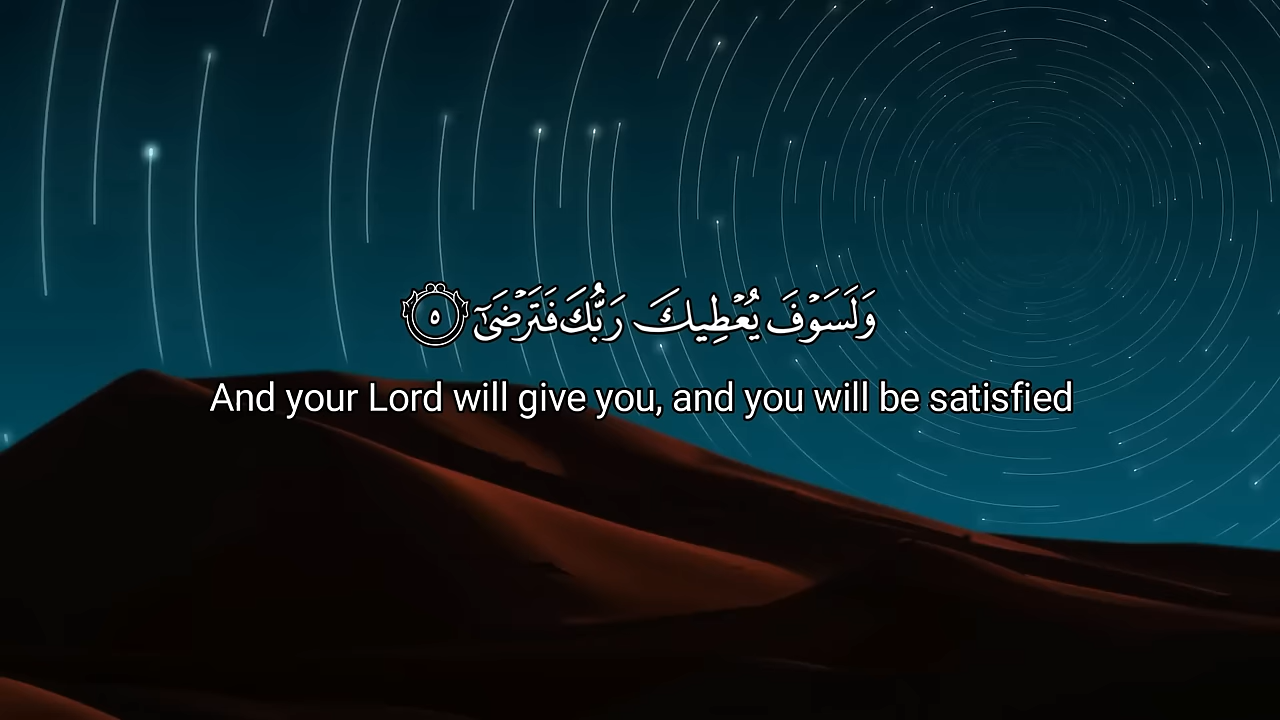 وَلَسَوْفَ يُعْطِيكَ رَبُّكَ فَتَرْضَىٰٓ ٥
And your Lord will give you, and you will be satisfied